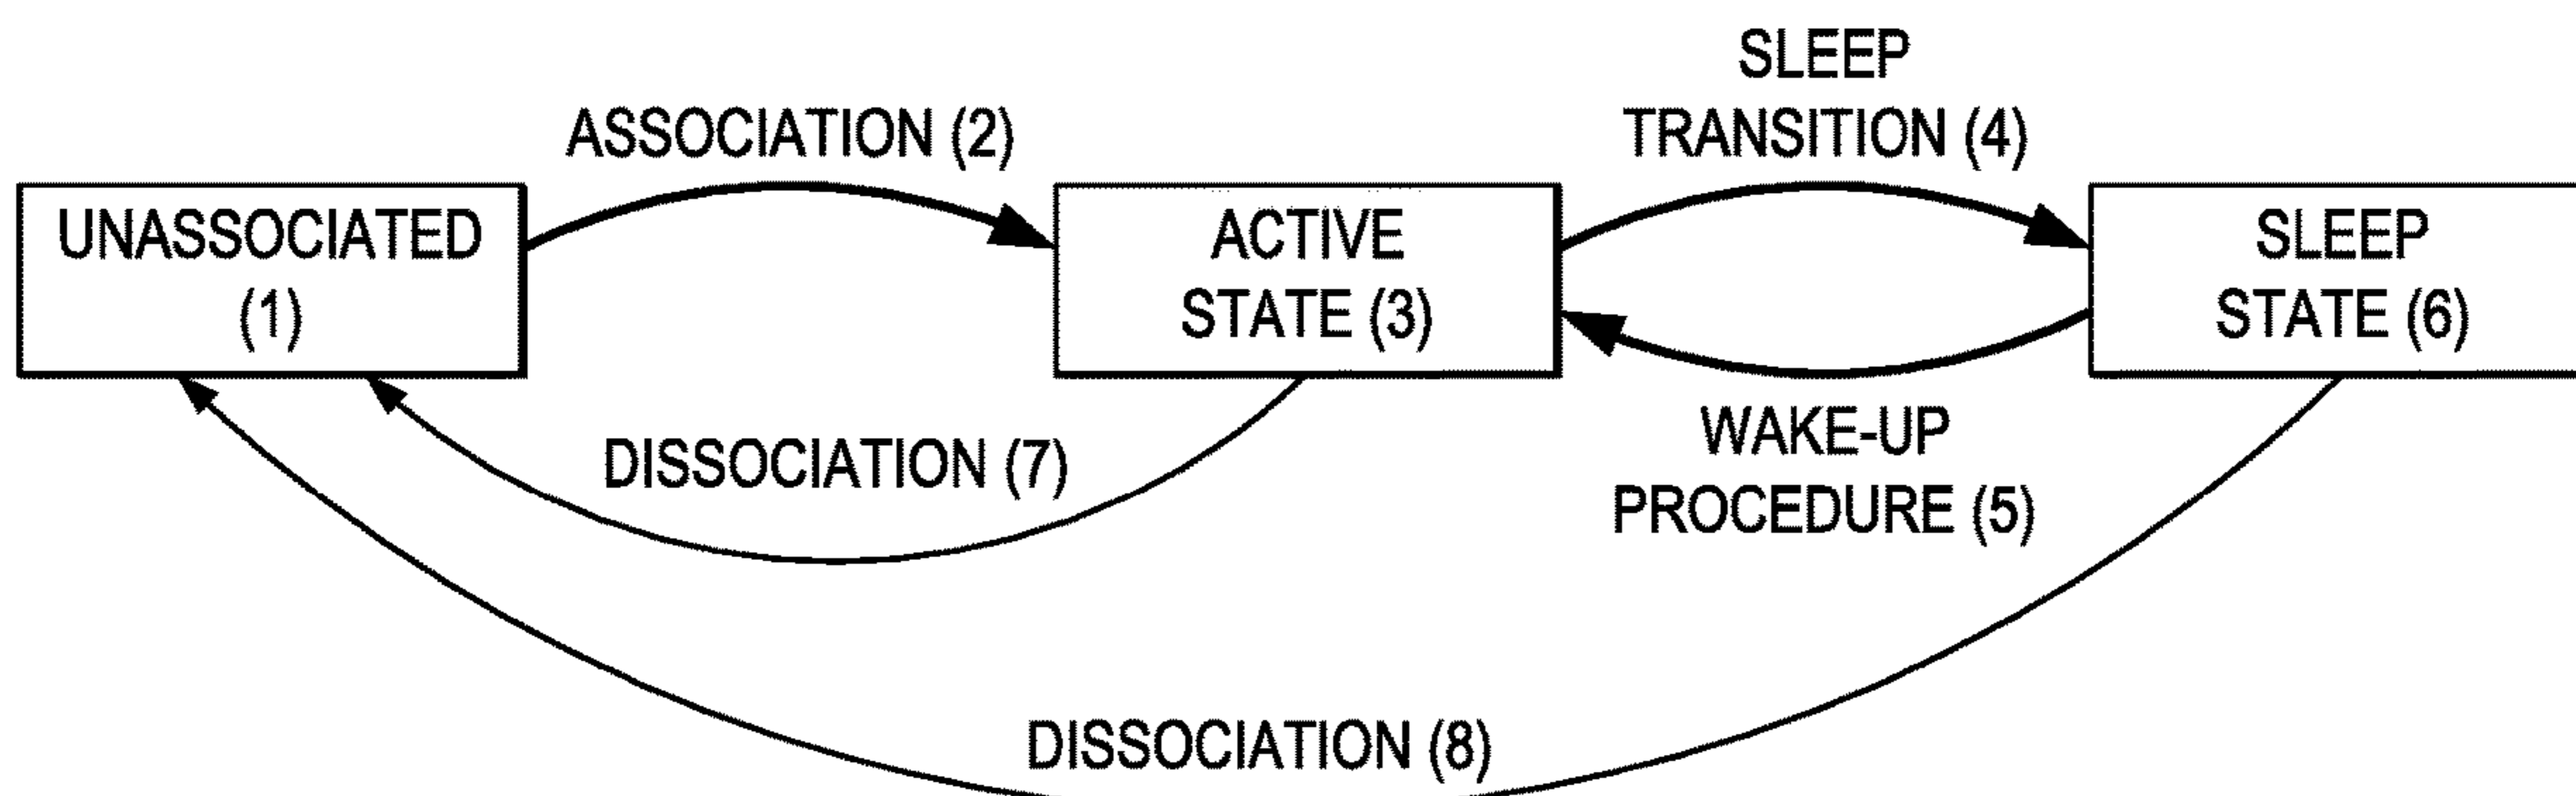 SLEEP
TRANSITION (4)
ASSOCIATION (2)
UNASSOCIATED
(1)
ACTIVE
STATE (3)
SLEEP
STATE (6)
WAKE-UP
PROCEDURE (5)
DISSOCIATION (7)
DISSOCIATION (8)